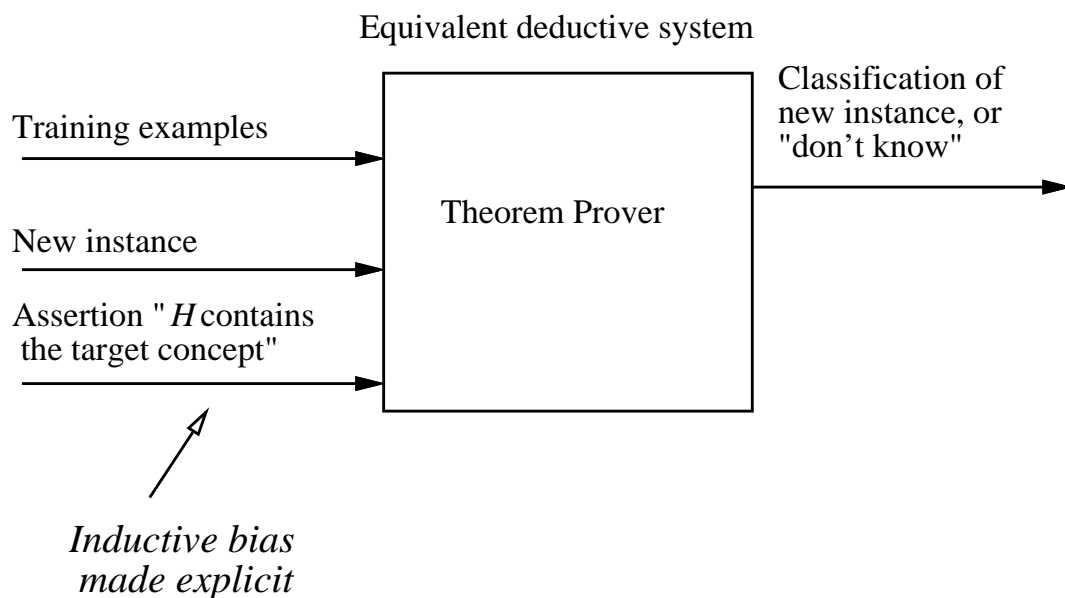 Equivalent deductive system
Classification of
new instance, or
"don't know"
Training examples
Theorem Prover
New instance
Assertion " H contains
the target concept"
Inductive bias
made explicit